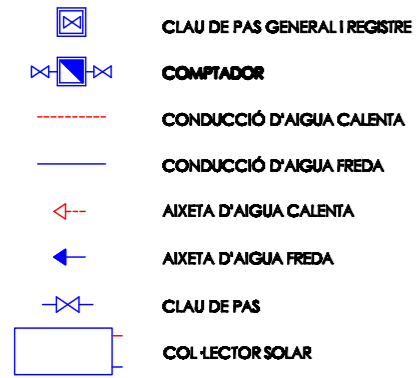 CLAU DE PAS GENERAL I REGISTRE
COMPTADOR
CONDUCCIÓ D'AIGUA CALENTA
CONDUCCIÓ D'AIGUA FREDA
AIXETA D'AIGUA CALENTA
AIXETA D'AIGUA FREDA
CLAU DE PAS
COL·LECTOR SOLAR